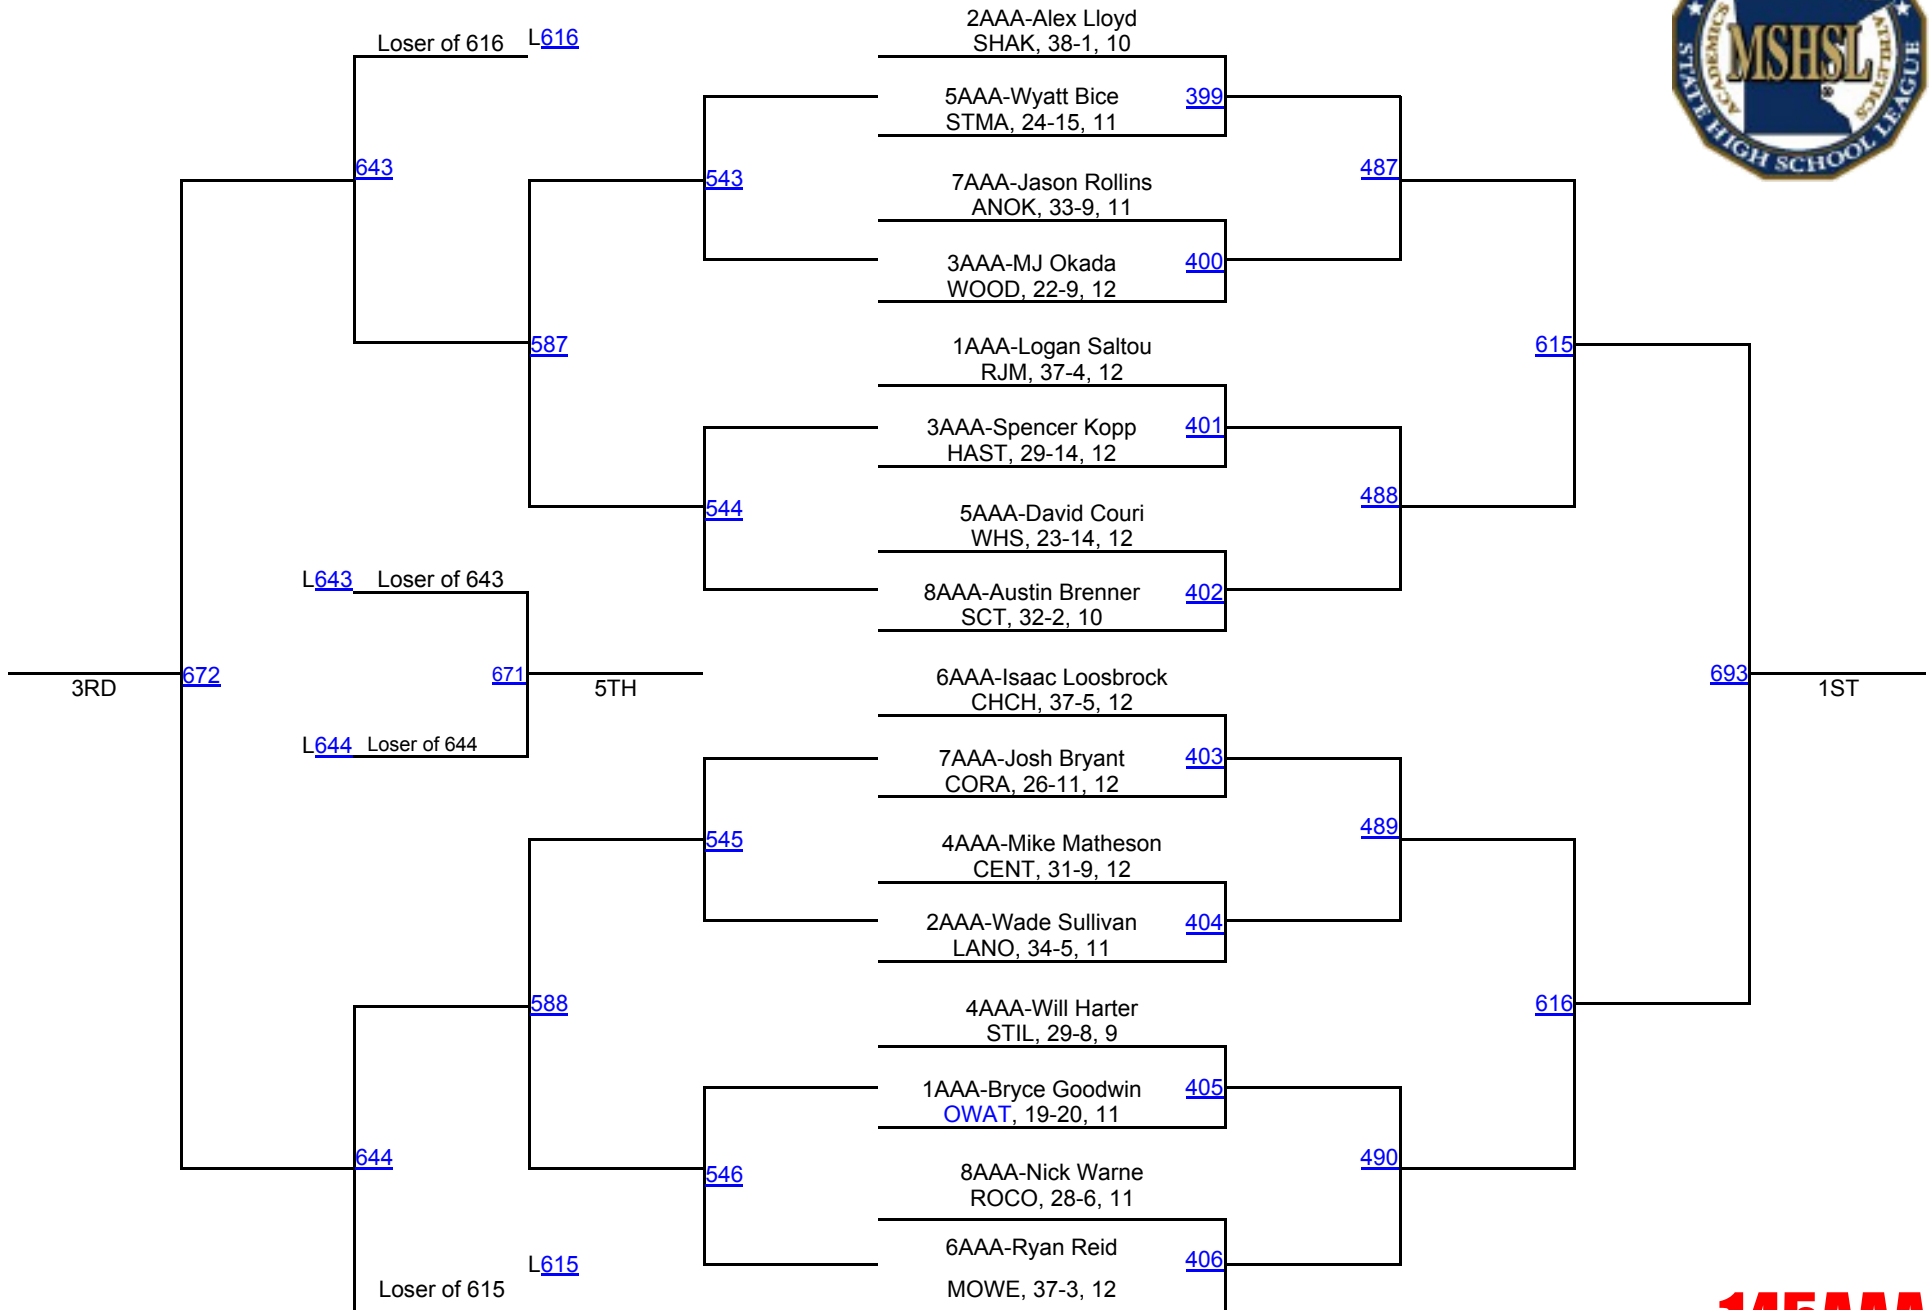 2AAA-Alex Lloyd
SHAK, 38-1, 10
Loser of 616 L616
ACADEMICS
ATHLETICS
MSHSL
®
STATE HIGH SCHOOL LEAGUE
5AAA-Wyatt Bice 399
STMA, 24-15, 11
643
543
487
7AAA-Jason Rollins
ANOK, 33-9, 11
3AAA-MJ Okada 400
WOOD, 22-9, 12
587
615
1AAA-Logan Saltou
RJM, 37-4, 12
3AAA-Spencer Kopp 401
HAST, 29-14, 12
544
488
5AAA-David Couri
WHS, 23-14, 12
L643 Loser of 643
8AAA-Austin Brenner 402
SCT, 32-2, 10
6AAA-Isaac Loosbrock
CHCH, 37-5, 12
3RD 672
671 5TH
693 1ST
L644 Loser of 644
7AAA-Josh Bryant 403
CORA, 26-11, 12
545
489
4AAA-Mike Matheson
CENT, 31-9, 12
2AAA-Wade Sullivan 404
LANO, 34-5, 11
588
616
4AAA-Will Harter
STIL, 29-8, 9
1AAA-Bryce Goodwin 405
OWAT, 19-20, 11
644
546
490
8AAA-Nick Warne
ROCO, 28-6, 11
6AAA-Ryan Reid 406
MOWE, 37-3, 12
L615
Loser of 615
145AAA